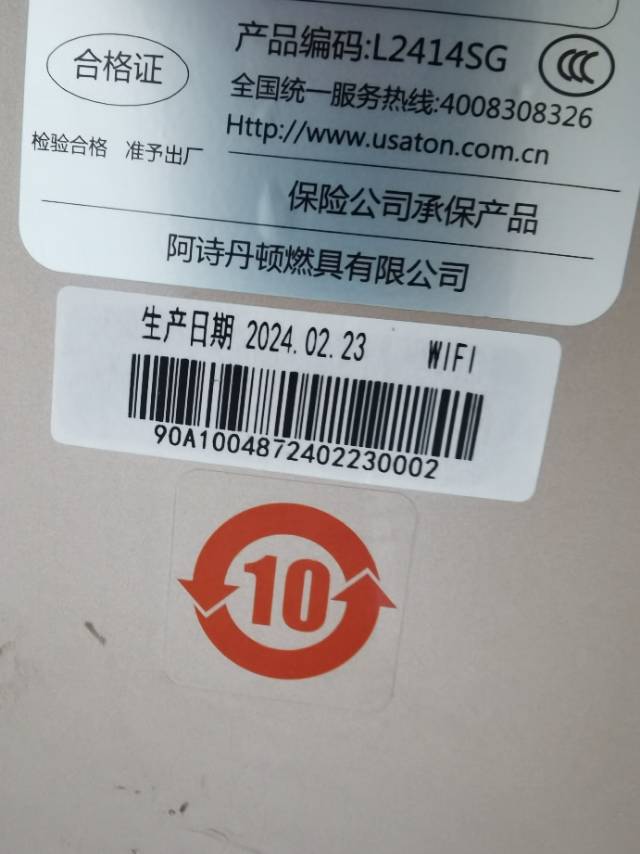 合格证
产品编码:L2414SG
全国统一服务热线:4008308326
Http://www.usaton.com.cn
检验合格 准予出厂
保险公司承保产品
阿诗丹顿燃具有限公司
生产日期 2024.02.23 WIFI
90A1004872402230002
10